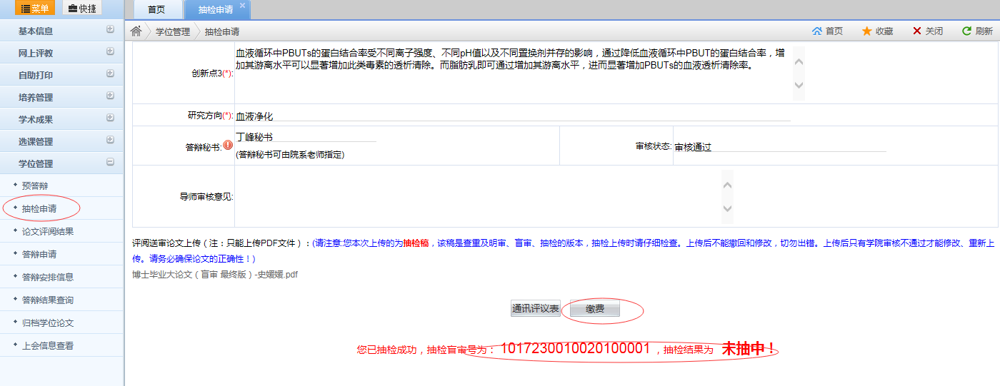 菜单 快捷
首页 抽检申请
学位管理 抽检申请
首页 收藏 关闭 刷新
基本信息
网上评教
自助打印
培养管理
学术成果
选课管理
学位管理
预答辩
抽检申请
论文评阅结果
答辩申请
答辩安排信息
答辩结果查询
归档学位论文
上会信息查看
创新点3(*):
血液循环中PBUTs的蛋白结合率受不同离子强度、不同pH值以及不同置换剂并存的影响，通过降低血液循环中PBUT的蛋白结合率，增
加其游离水平可以显著增加此类毒素的透析清除。而脂肪乳即可通过增加其游离水平，进而显著增加PBUTs的血液透析清除率。
研究方向(*): 血液净化
答辩秘书: 丁峰秘书
(答辩秘书可由院系老师指定)
审核状态: 审核通过
导师审核意见:
评阅送审论文上传（注：只能上传PDF文件）：(请注意:您本次上传的为抽检稿，该稿是查重及明审、盲审、抽检的版本，抽检上传时请仔细检查。上传后不能撤回和修改，切勿出错。上传后只有学院审核不通过才能修改、重新上
传。请务必确保论文的正确性！)
博士毕业大论文（盲审 最终版）-史媛媛.pdf
通讯评议表 缴费
您已抽检成功，抽检盲审号为： 1017230010020100001 ，抽检结果为 未抽中！